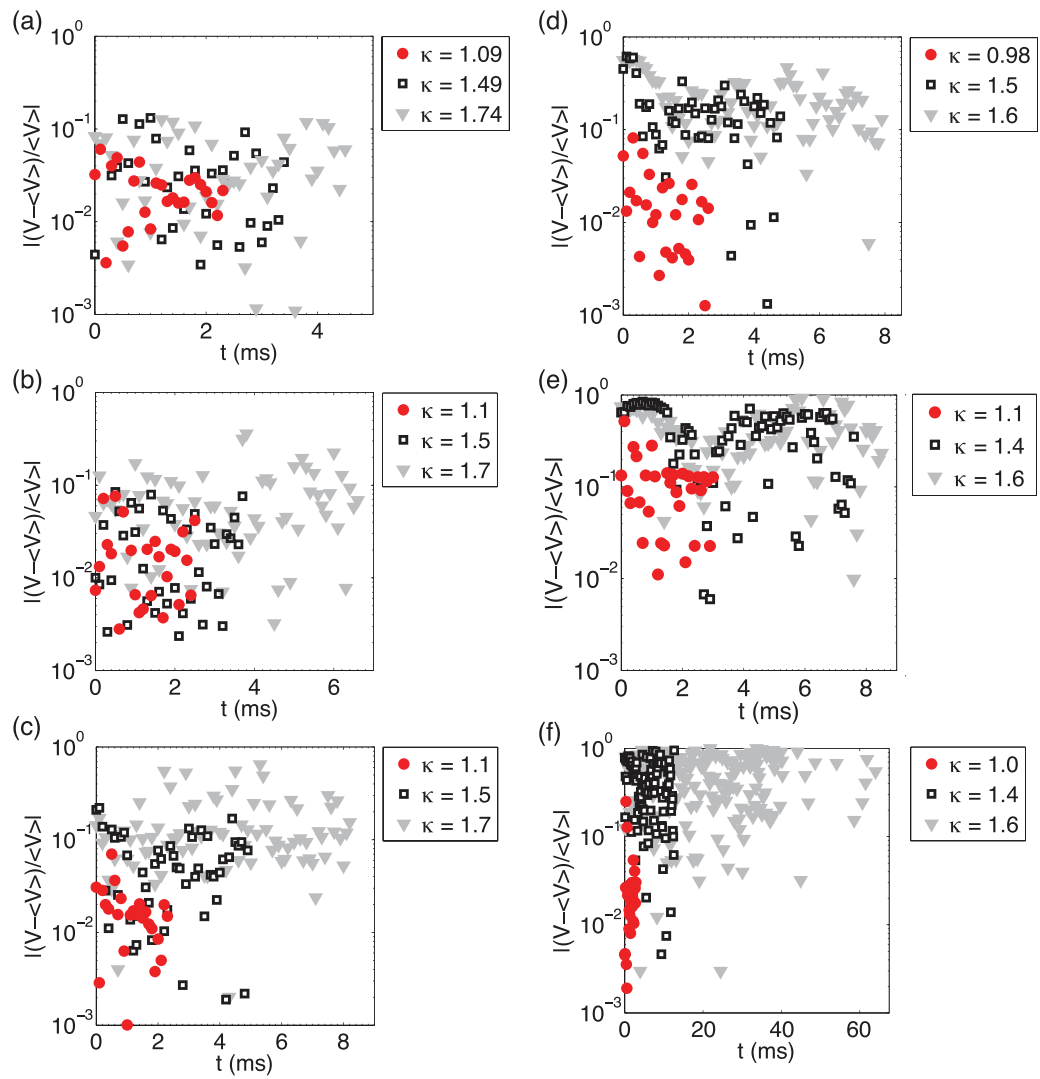 (a)
10^0
10^-1
10^-2
10^-3
|(V−<V>)/<V>|
0 2 4
t (ms)
κ = 1.09
κ = 1.49
κ = 1.74
(d)
10^0
10^-1
10^-2
10^-3
|(V−<V>)/<V>|
0 2 4 6 8
t (ms)
κ = 0.98
κ = 1.5
κ = 1.6
(b)
10^0
10^-1
10^-2
10^-3
|(V−<V>)/<V>|
0 2 4 6
t (ms)
κ = 1.1
κ = 1.5
κ = 1.7
(e)
10^0
10^-1
10^-2
10^-3
|(V−<V>)/<V>|
0 2 4 6 8
t (ms)
κ = 1.1
κ = 1.4
κ = 1.6
(c)
10^0
10^-1
10^-2
10^-3
|(V−<V>)/<V>|
0 2 4 6 8
t (ms)
κ = 1.1
κ = 1.5
κ = 1.7
(f)
10^0
10^-1
10^-2
10^-3
|(V−<V>)/<V>|
0 20 40 60
t (ms)
κ = 1.0
κ = 1.4
κ = 1.6